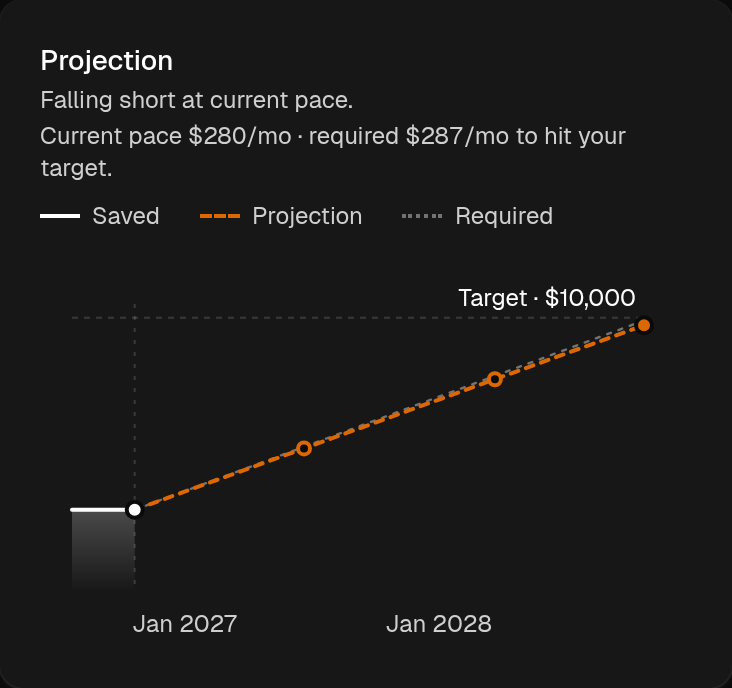 Projection
Falling short at current pace.
Current pace $280/mo · required $287/mo to hit your
target.
Saved Projection Required
Target · $10,000
Jan 2027 Jan 2028